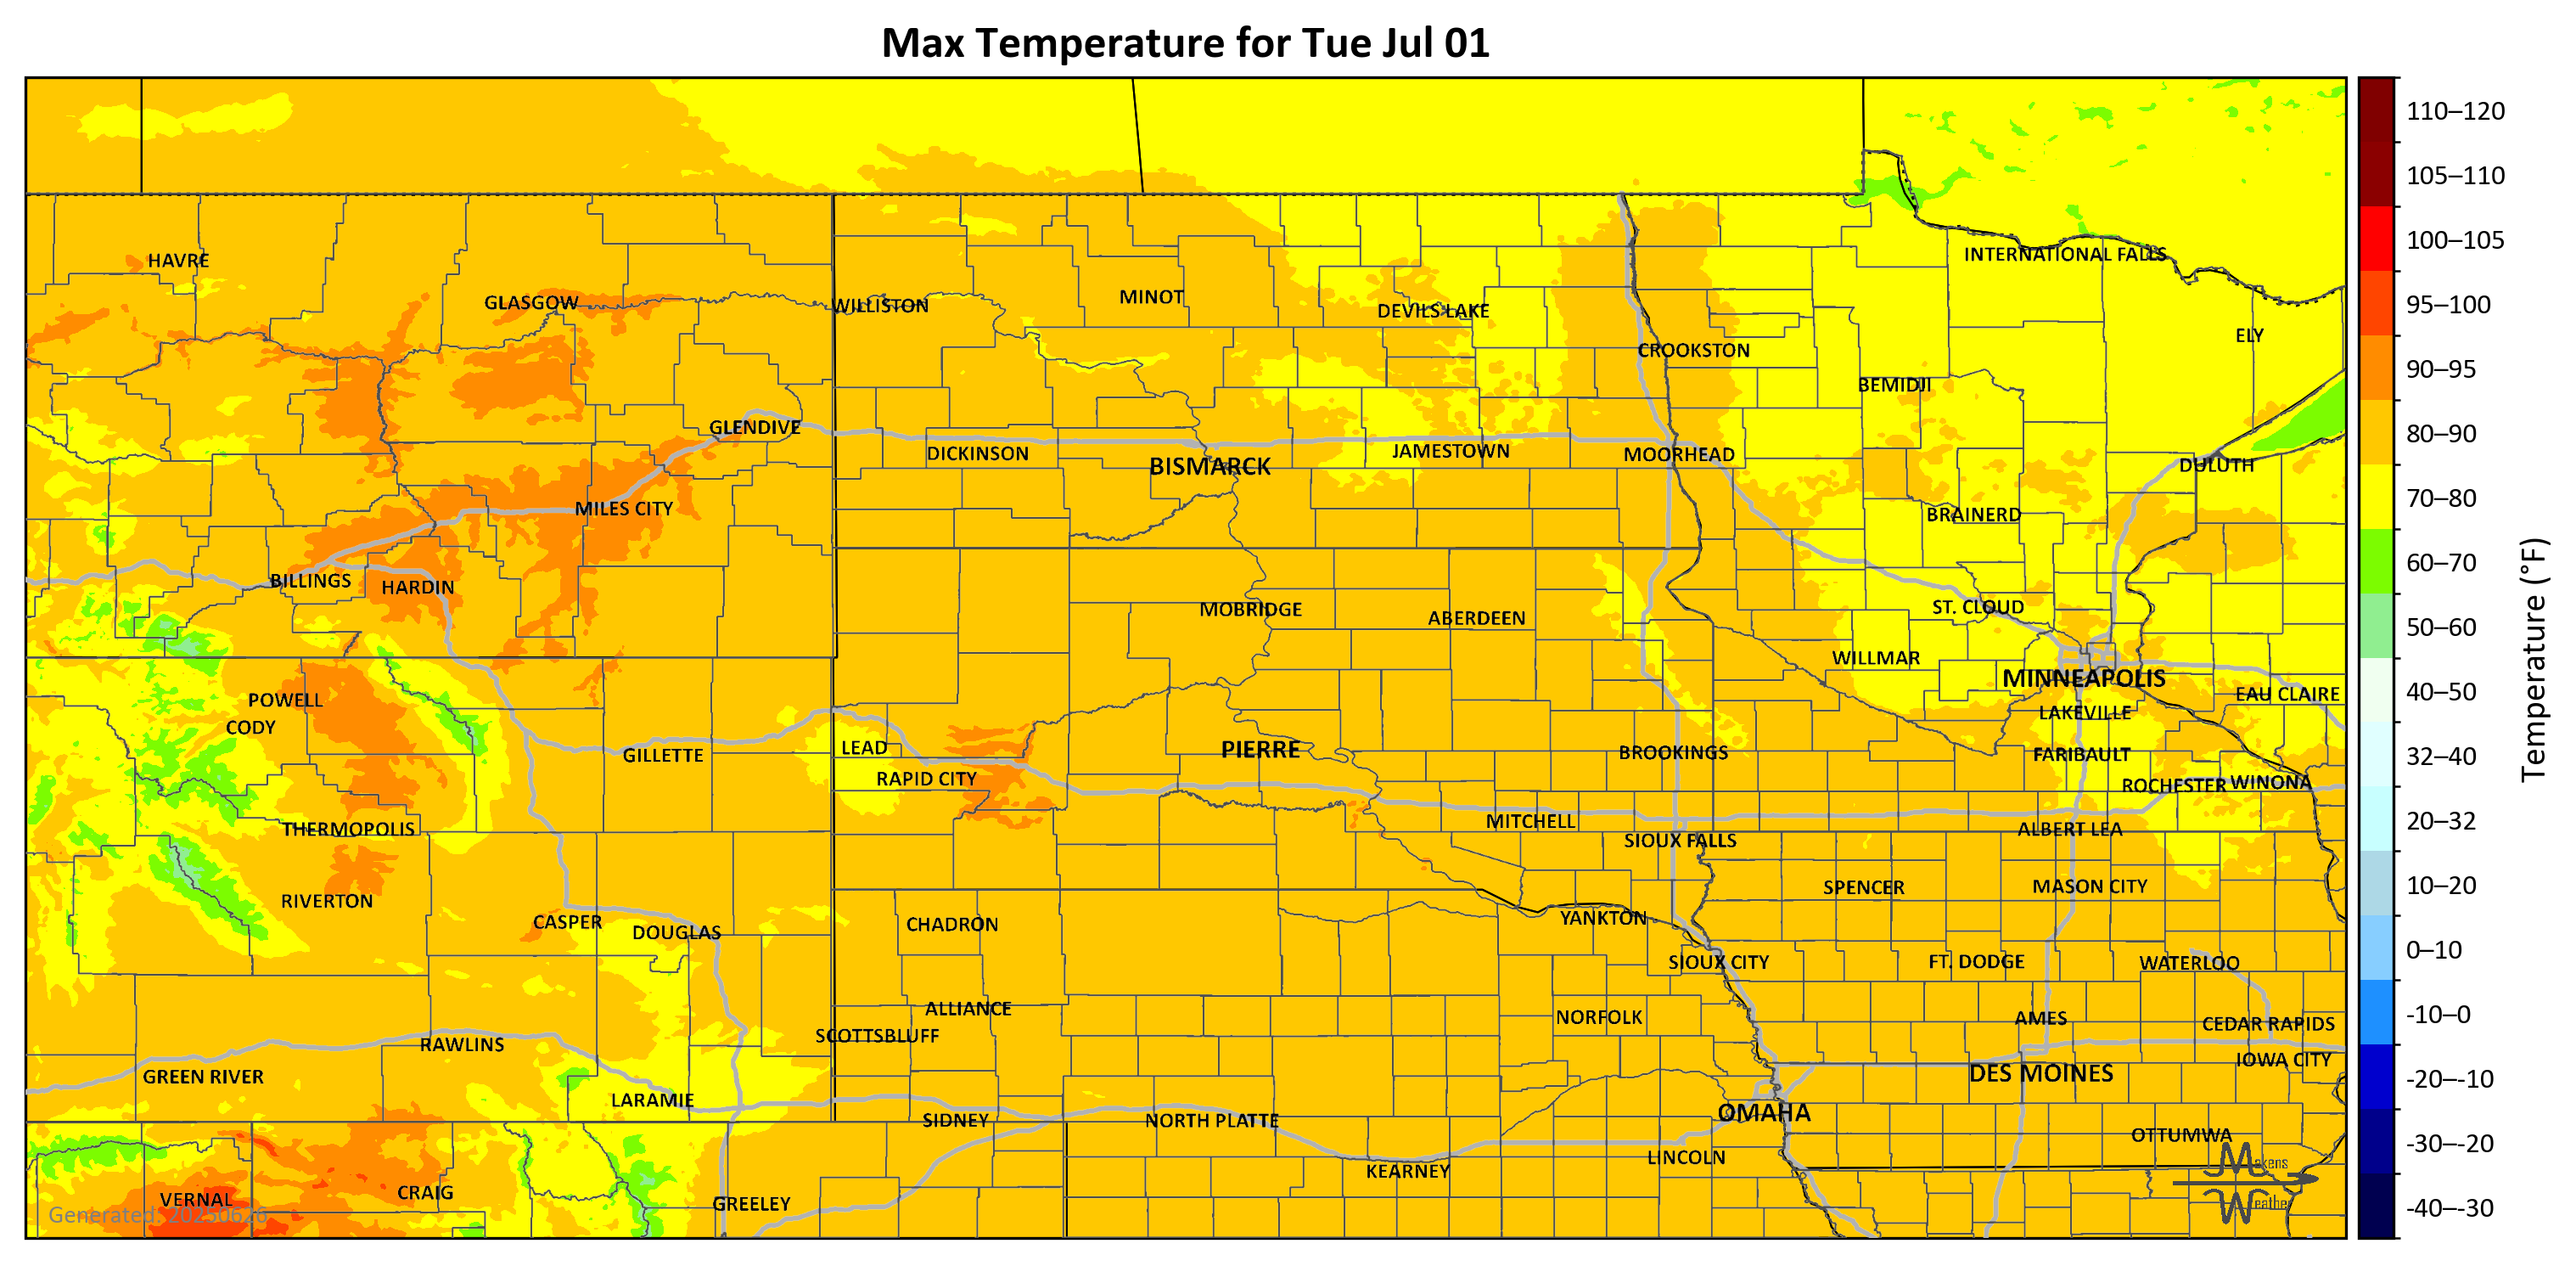 Max Temperature for Tue Jul 01
110–120
105–110
100–105
95–100
90–95
80–90
70–80
60–70
50–60
40–50
32–40
20–32
10–20
0–10
-10–0
-20–-10
-30–-20
-40–-30
Temperature (°F)
HAVRE
INTERNATIONAL FALLS
GLASGOW
WILLISTON
MINOT
DEVILS LAKE
ELY
CROOKSTON
BEMIDJI
GLENDIVE
DICKINSON
BISMARCK
JAMESTOWN
MOORHEAD
DULUTH
MILES CITY
BRAINERD
BILLINGS
HARDIN
MOBRIDGE
ABERDEEN
ST. CLOUD
WILLMAR
MINNEAPOLIS
POWELL
EAU CLAIRE
CODY
LAKEVILLE
GILLETTE
LEAD
PIERRE
BROOKINGS
FARIBAULT
RAPID CITY
ROCHESTER
WINONA
THERMOPOLIS
MITCHELL
ALBERT LEA
SIOUX FALLS
SPENCER
MASON CITY
RIVERTON
CASPER
DOUGLAS
CHADRON
YANKTON
SIOUX CITY
FT. DODGE
WATERLOO
ALLIANCE
NORFOLK
AMES
CEDAR RAPIDS
SCOTTSBLUFF
RAWLINS
IOWA CITY
GREEN RIVER
DES MOINES
LARAMIE
SIDNEY
NORTH PLATTE
OMAHA
OTTUMWA
LINCOLN
KEARNEY
VERNAL
CRAIG
GREELEY
Generated: 20250626
Makens
Weather